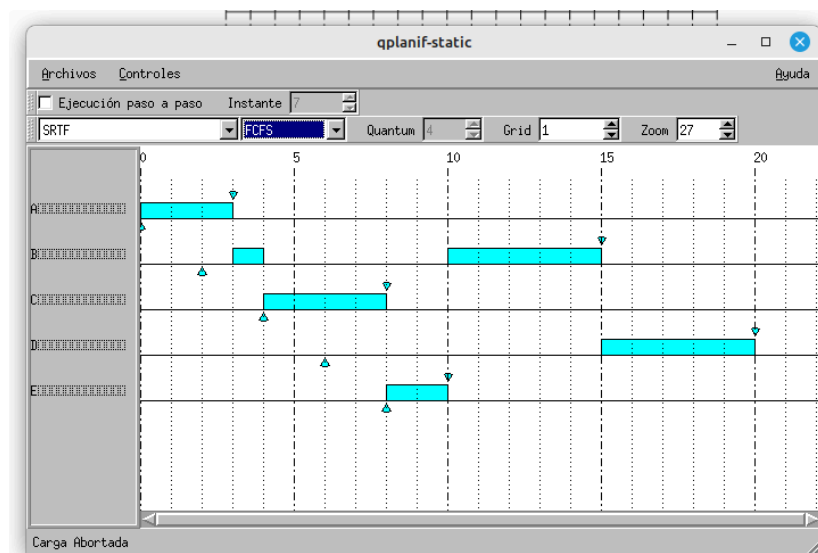 qplanif-static
Archivos Controles Ayuda
Ejecución paso a paso Instante 7
SRTF FCFS Quantum 4 Grid 1 Zoom 27
0 5 10 15 20
A
B
C
D
E
Carga Abortada